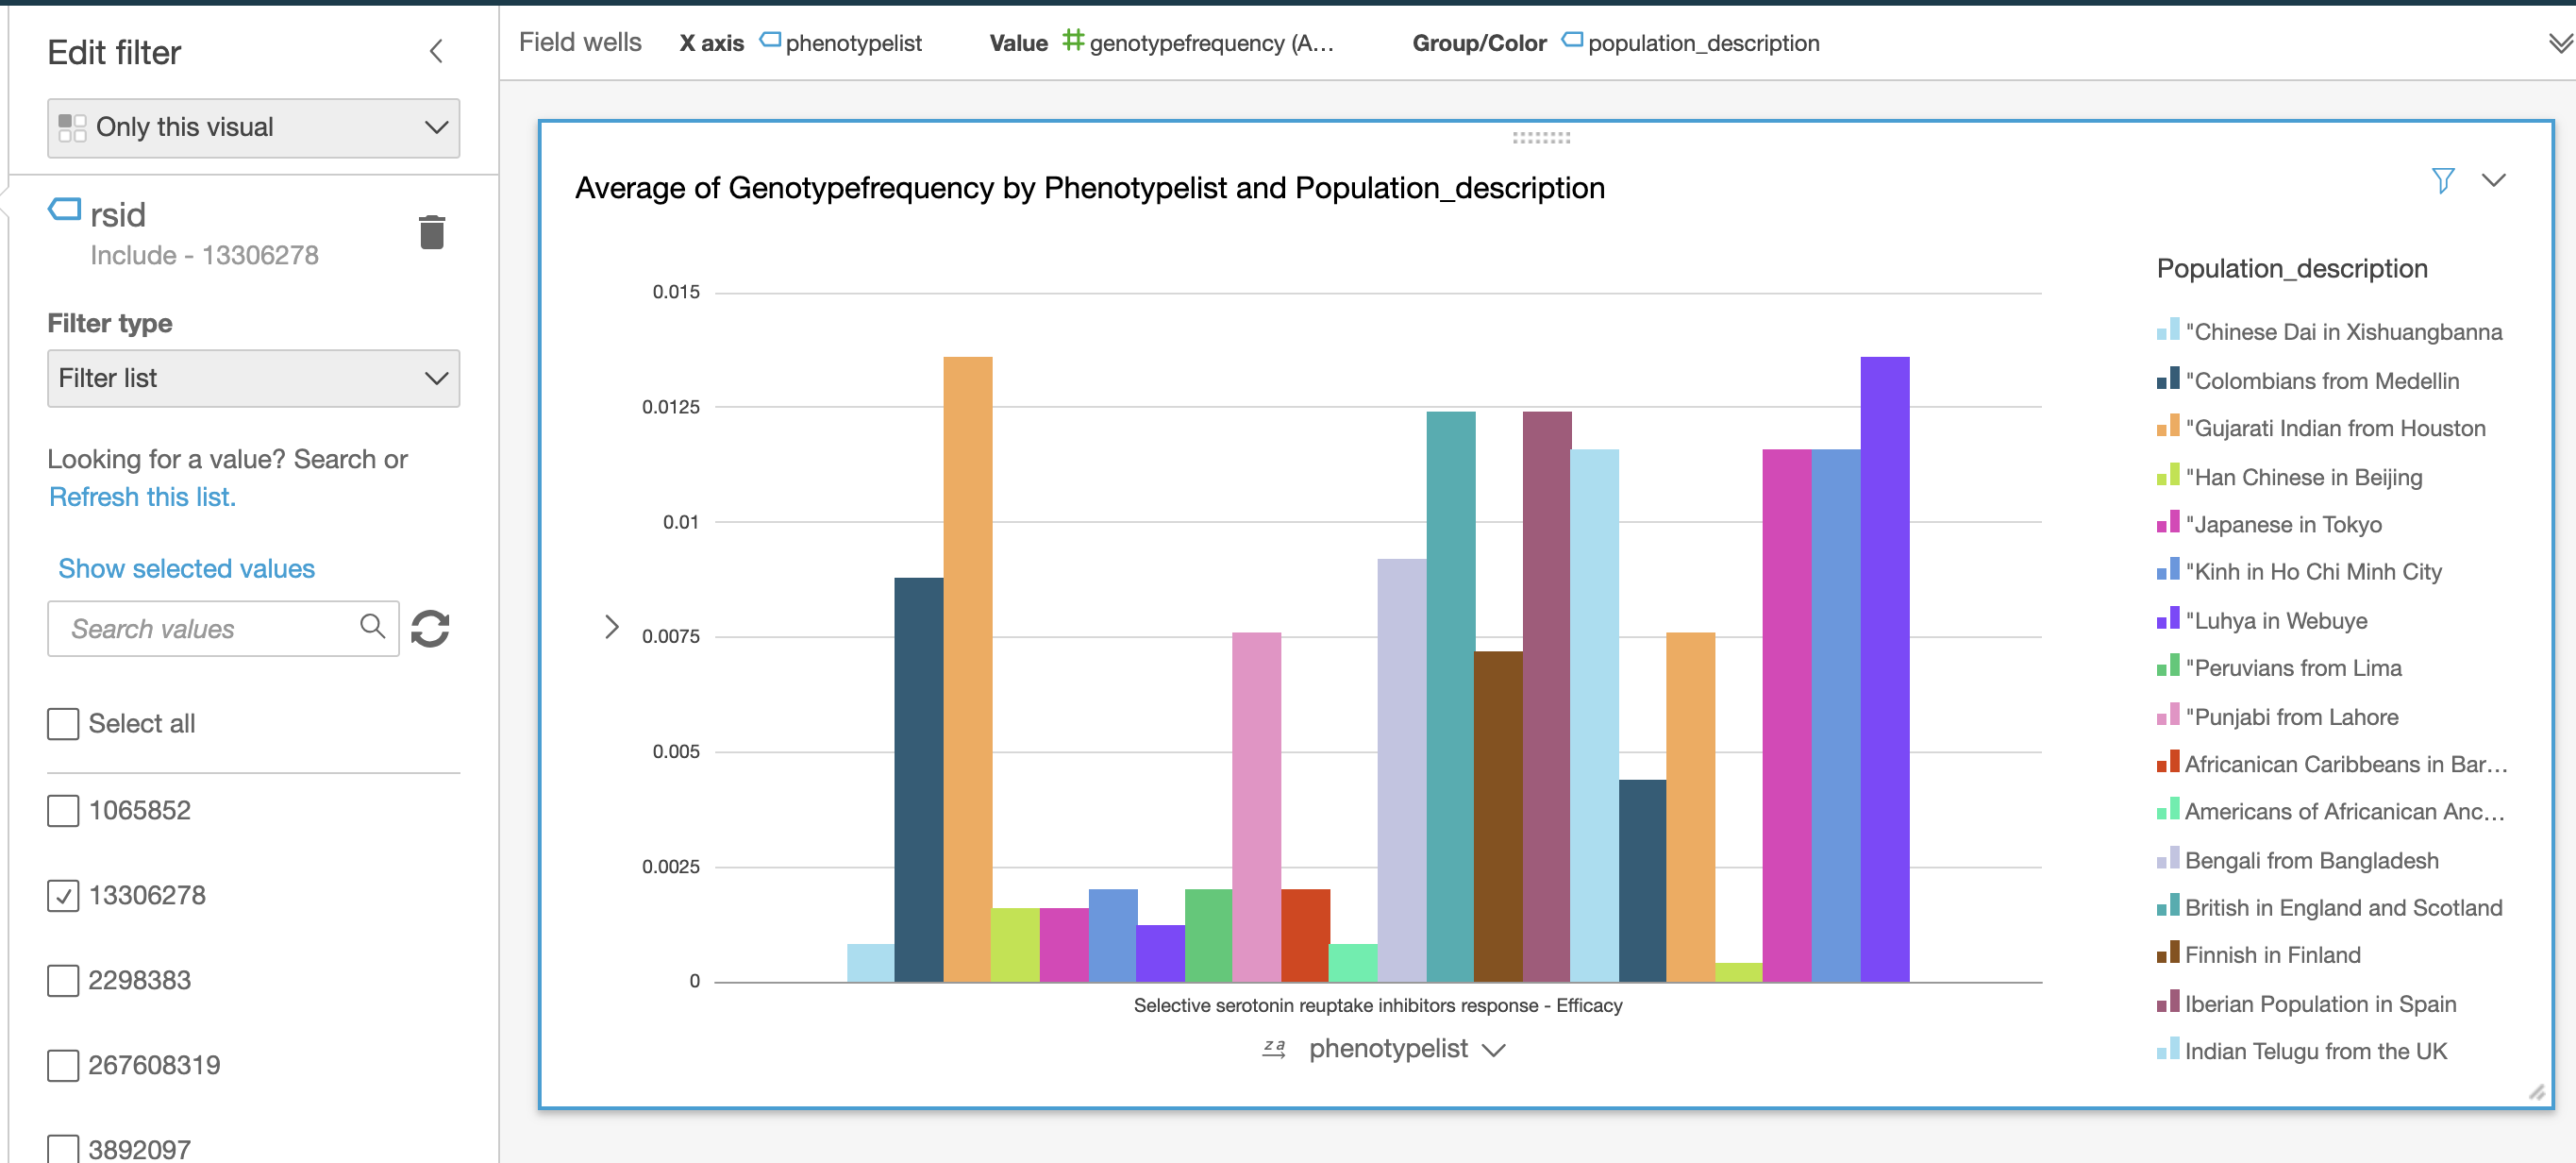 Edit filter
Only this visual
rsid
Include - 13306278
Filter type
Filter list
Looking for a value? Search or
Refresh this list.
Show selected values
Search values
Select all
1065852
13306278
2298383
267608319
3892097
Field wells
X axis phenotypelist
Value genotypefrequency (A...
Group/Color population_description
Average of Genotypefrequency by Phenotypelist and Population_description
0.015
0.0125
0.01
0.0075
0.005
0.0025
0
Selective serotonin reuptake inhibitors response - Efficacy
z a phenotypelist
Population_description
"Chinese Dai in Xishuangbanna
"Colombians from Medellin
"Gujarati Indian from Houston
"Han Chinese in Beijing
"Japanese in Tokyo
"Kinh in Ho Chi Minh City
"Luhya in Webuye
"Peruvians from Lima
"Punjabi from Lahore
Africanican Caribbeans in Bar...
Americans of Africanican Anc...
Bengali from Bangladesh
British in England and Scotland
Finnish in Finland
Iberian Population in Spain
Indian Telugu from the UK